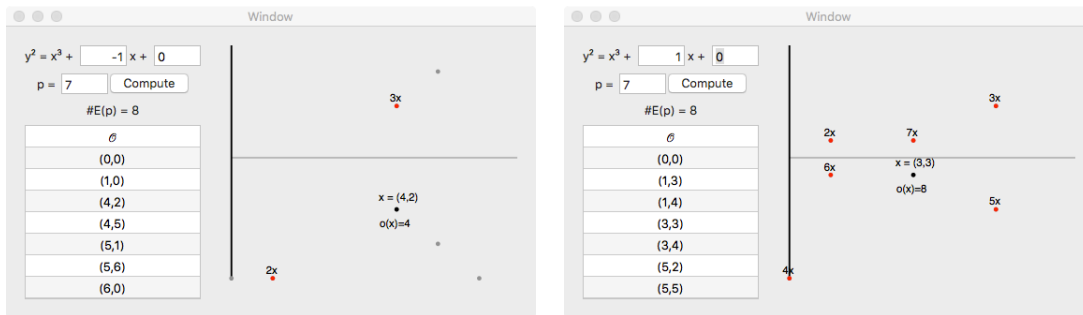 Window
y² = x³ + -1 x + 0
p = 7 Compute
#E(p) = 8
𝒪
(0,0)
(1,0)
(4,2)
(4,5)
(5,1)
(5,6)
(6,0)
3x
x = (4,2)
o(x)=4
2x
Window
y² = x³ + 1 x + 0
p = 7 Compute
#E(p) = 8
𝒪
(0,0)
(1,3)
(1,4)
(3,3)
(3,4)
(5,2)
(5,5)
3x
2x 7x
x = (3,3)
6x
o(x)=8
5x
4x